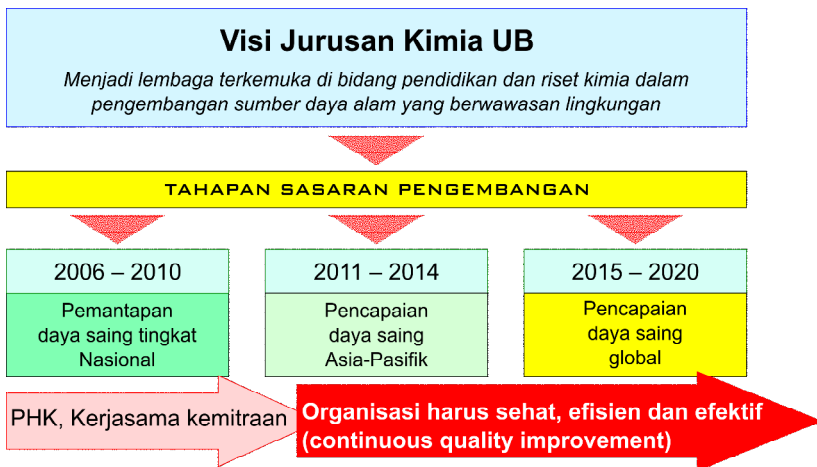 Visi Jurusan Kimia UB
Menjadi lembaga terkemuka di bidang pendidikan dan riset kimia dalam
pengembangan sumber daya alam yang berwawasan lingkungan
TAHAPAN SASARAN PENGEMBANGAN
2006 – 2010
Pemantapan
daya saing tingkat
Nasional
2011 – 2014
Pencapaian
daya saing
Asia-Pasifik
2015 – 2020
Pencapaian
daya saing
global
PHK, Kerjasama kemitraan
Organisasi harus sehat, efisien dan efektif
(continuous quality improvement)